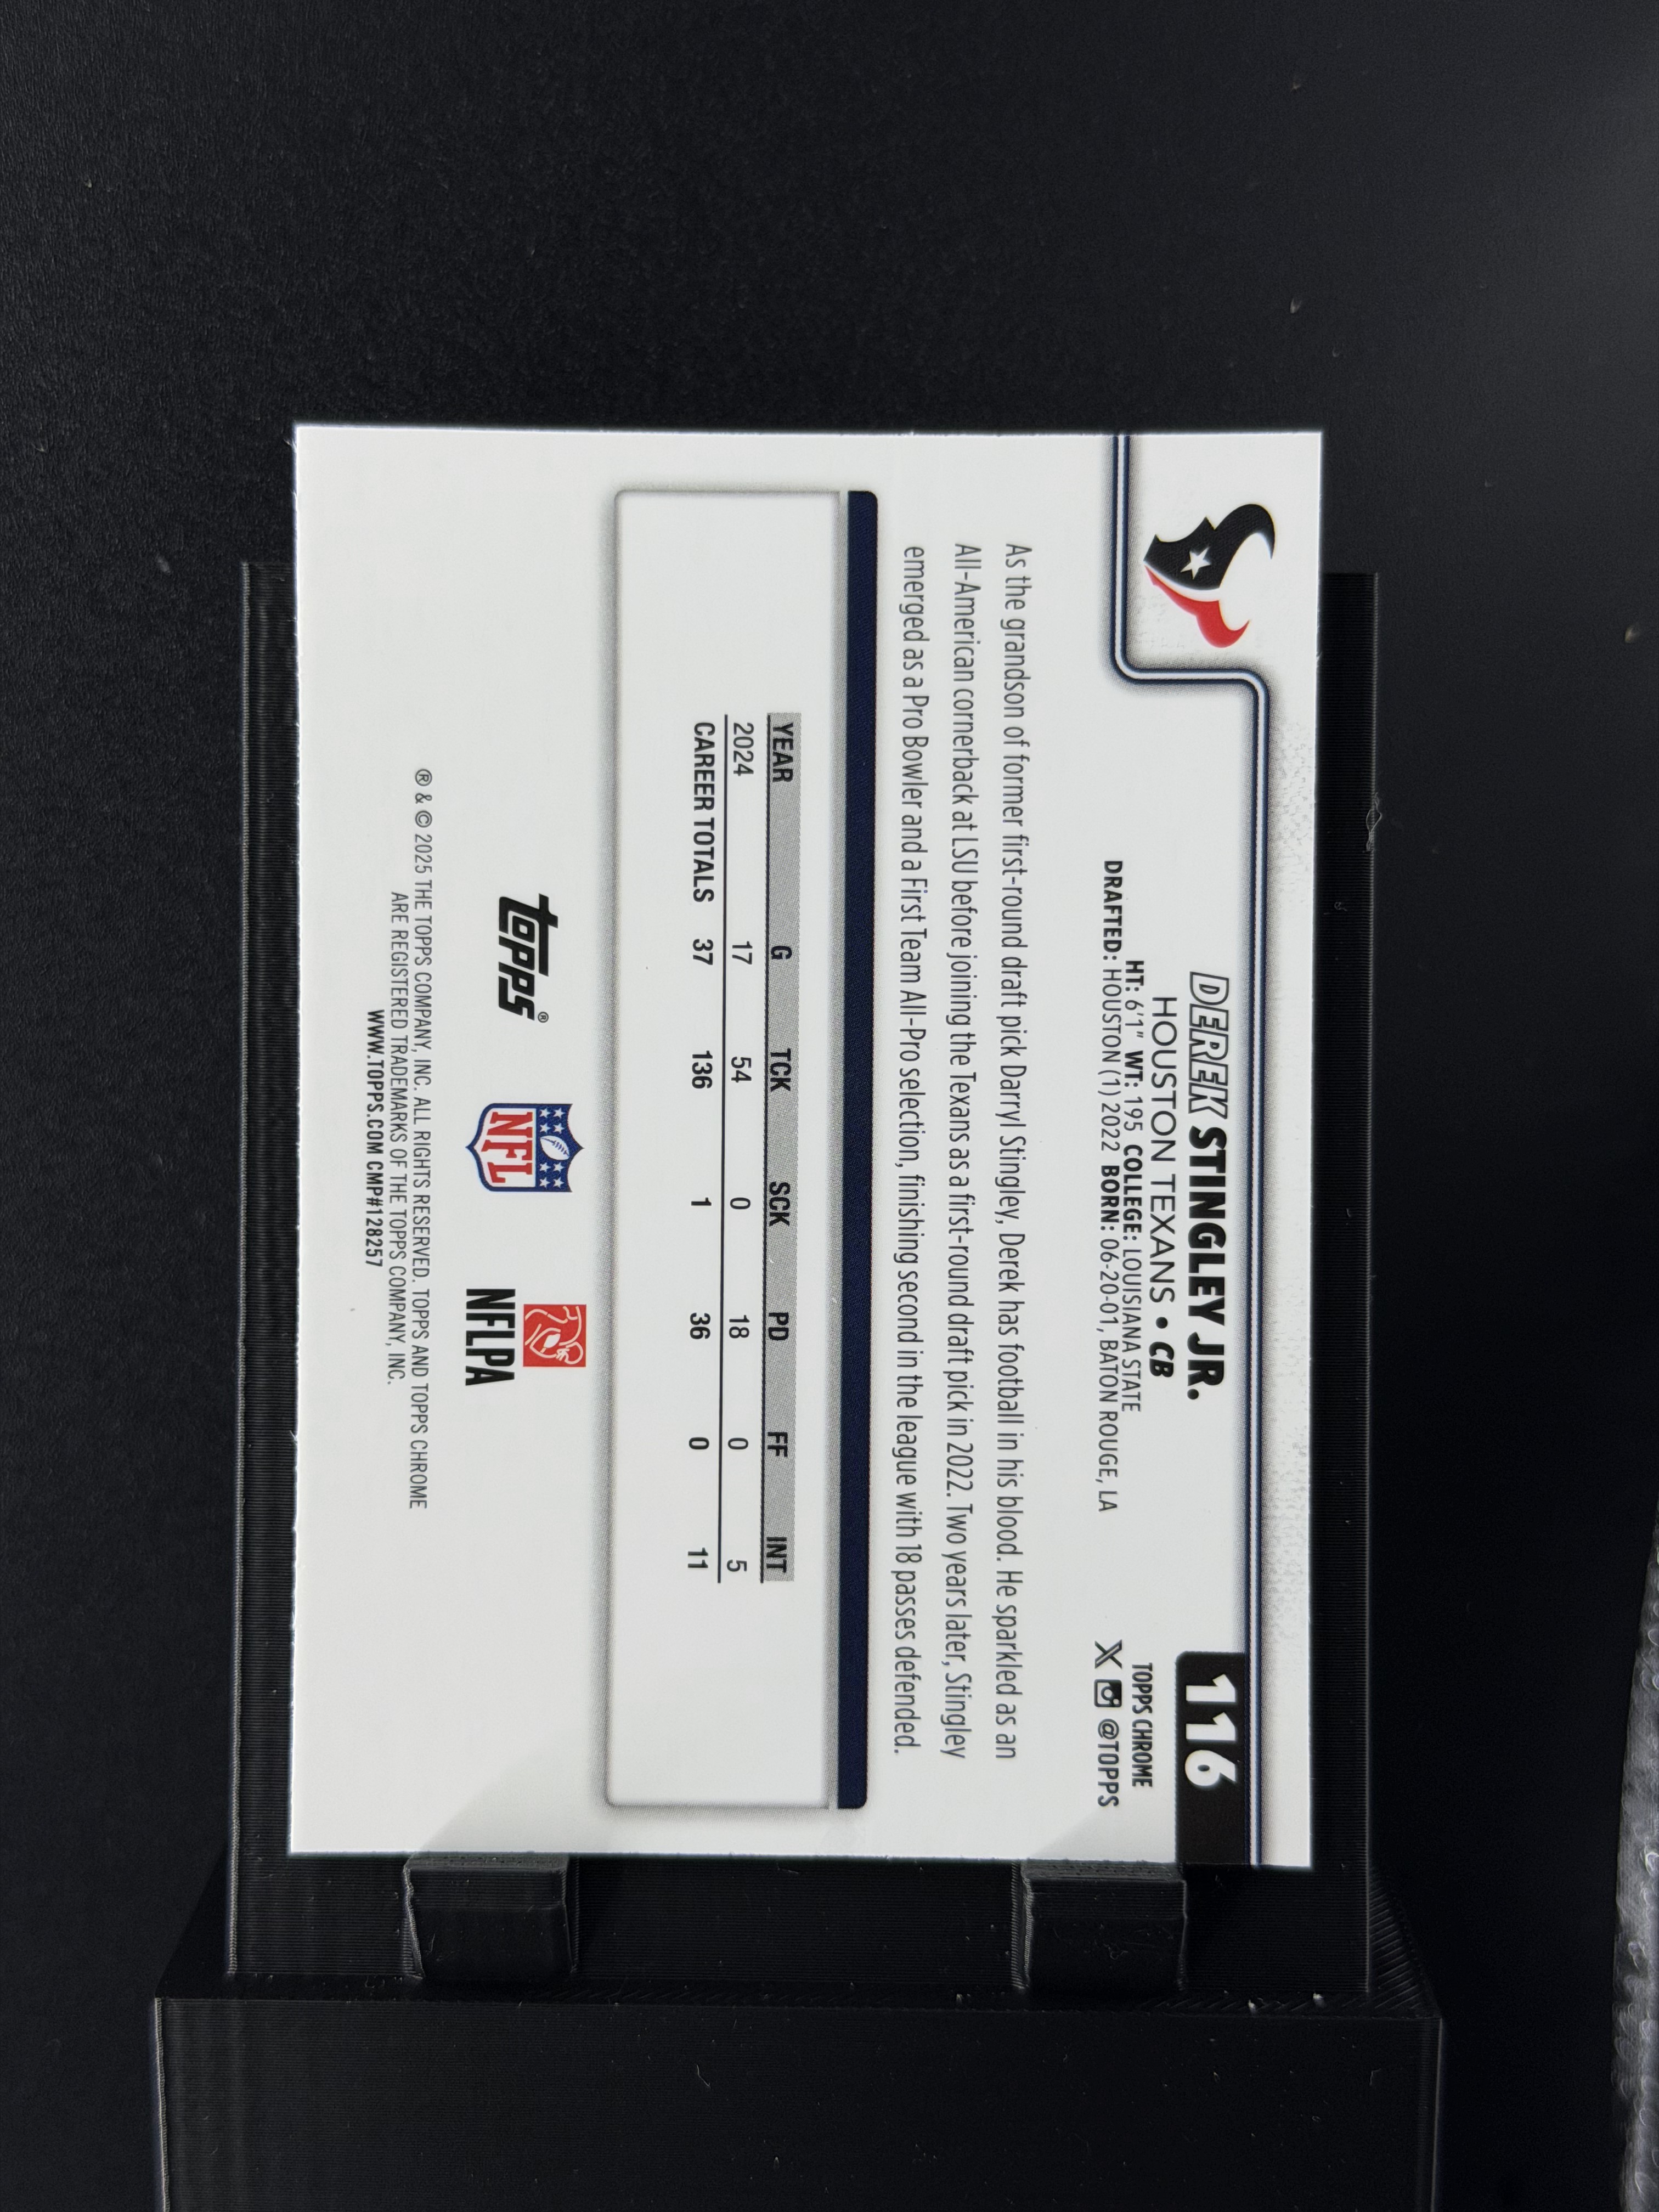 116
DEREK STINGLEY JR.
HOUSTON TEXANS • CB
HT: 6'1" WT: 195 COLLEGE: LOUISIANA STATE
DRAFTED: HOUSTON (1) 2022 BORN: 06-20-01, BATON ROUGE, LA
TOPPS CHROME
X @TOPPS
As the grandson of former first-round draft pick Darryl Stingley, Derek has football in his blood. He sparkled as an
All-American cornerback at LSU before joining the Texans as a first-round draft pick in 2022. Two years later, Stingley
emerged as a Pro Bowler and a First Team All-Pro selection, finishing second in the league with 18 passes defended.
YEAR G TCK SCK PD FF INT
2024 17 54 0 18 0 5
CAREER TOTALS 37 136 1 36 0 11
topps® NFL NFLPA
® & © 2025 THE TOPPS COMPANY, INC. ALL RIGHTS RESERVED. TOPPS AND TOPPS CHROME
ARE REGISTERED TRADEMARKS OF THE TOPPS COMPANY, INC.
WWW.TOPPS.COM CMP#128257